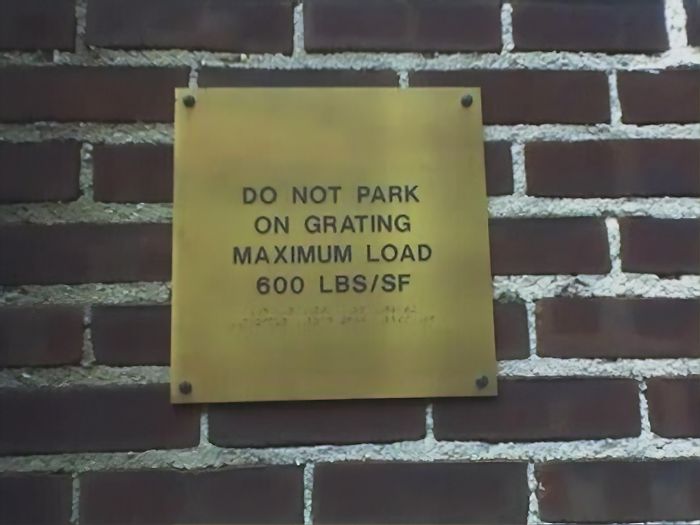 DO NOT PARK
ON GRATING
MAXIMUM LOAD
600 LBS/SF